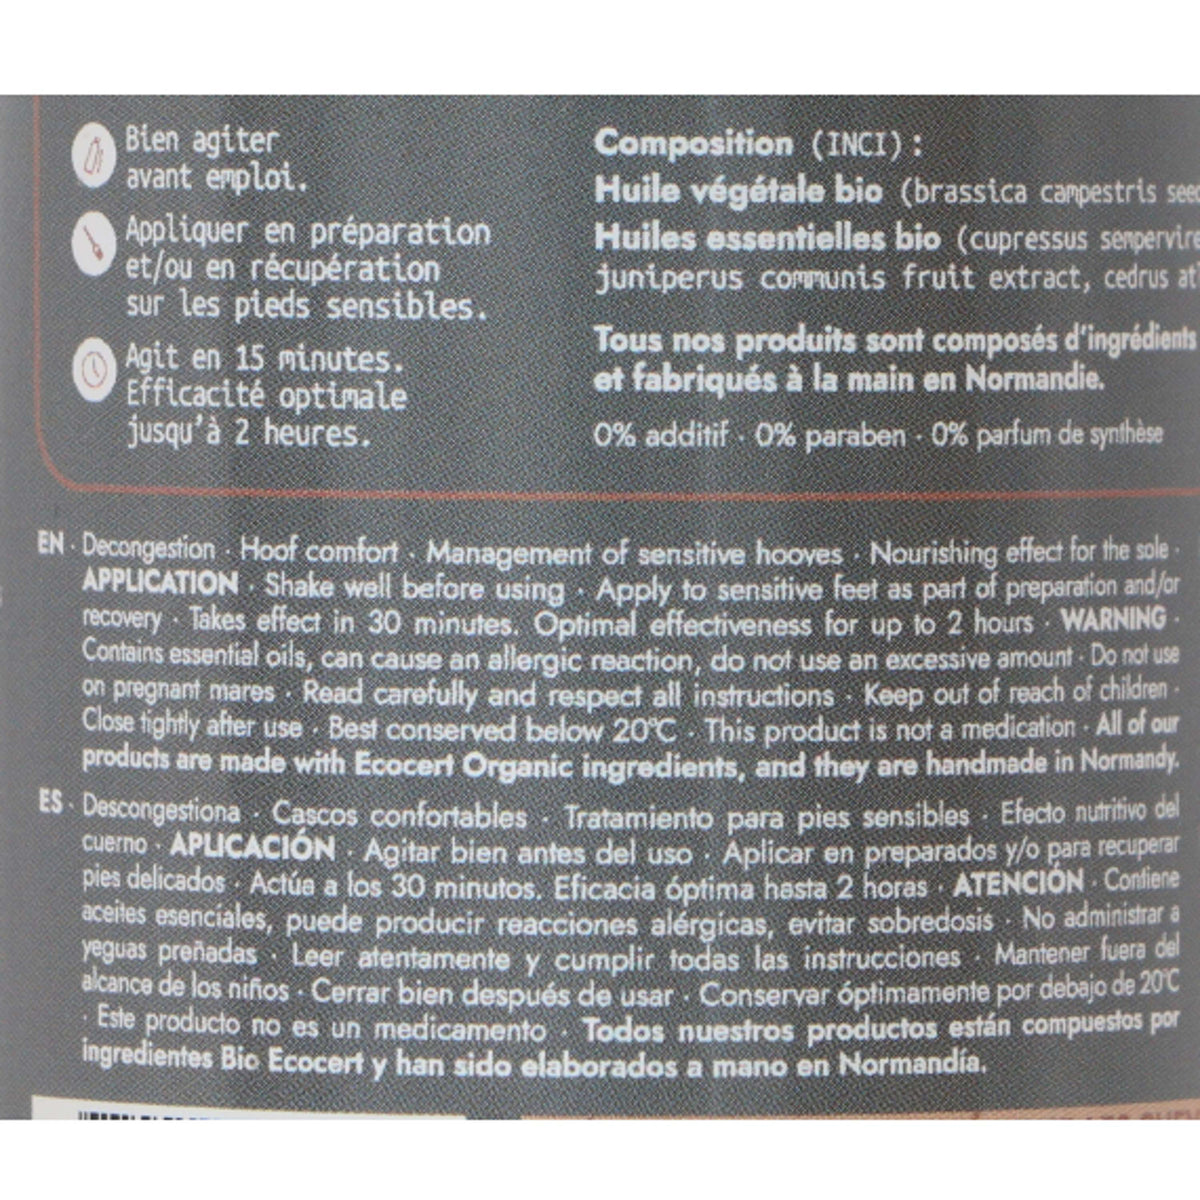 Bien agiter
avant emploi.
Appliquer en préparation
et/ou en récupération
sur les pieds sensibles.
Agit en 15 minutes.
Efficacité optimale
jusqu'à 2 heures.
Composition (INCI) :
Huile végétale bio (brassica campestris
Huiles essentielles bio (cupressus
juniperus communis fruit extract, cedrus
Tous nos produits sont composés d'ingrédients
et fabriqués à la main en Normandie.
0% additif · 0% paraben · 0% parfum de synthèse
EN · Decongestion · Hoof comfort · Management of sensitive hooves · Nourishing effect for the sole ·
APPLICATION · Shake well before using · Apply to sensitive feet as part of preparation and/or
recovery · Takes effect in 30 minutes. Optimal effectiveness for up to 2 hours · WARNING ·
Contains essential oils, can cause an allergic reaction, do not use an excessive amount · Do not use
on pregnant mares · Read carefully and respect all instructions · Keep out of reach of children ·
Close tightly after use · Best conserved below 20°C · This product is not a medication · All of our
products are made with Ecocert Organic ingredients, and they are handmade in Normandy.
ES · Descongestiona · Cascos confortables · Tratamiento para pies sensibles · Efecto nutritivo del
cuerno · APLICACIÓN · Agitar bien antes del uso · Aplicar en preparados y/o para recuperar
pies delicados · Actúa a los 30 minutos. Eficacia óptima hasta 2 horas · ATENCIÓN · Contiene
aceites esenciales, puede producir reacciones alérgicas, evitar sobredosis · No administrar a
yeguas preñadas · Leer atentamente y cumplir todas las instrucciones · Mantener fuera del
alcance de los niños · Cerrar bien después de usar · Conservar óptimamente por debajo de 20°C
· Este producto no es un medicamento · Todos nuestros productos están compuestos por
ingredientes Bio Ecocert y han sido elaborados a mano en Normandía.